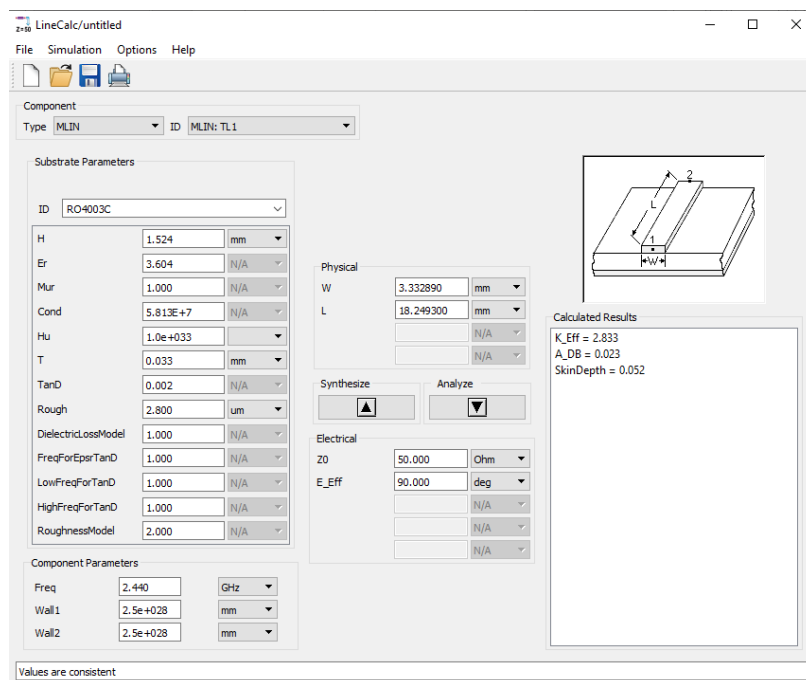 Z=50 LineCalc/untitled
File Simulation Options Help
Component
Type MLIN ID MLIN: TL1
Substrate Parameters
ID RO4003C
H 1.524 mm
Er 3.604 N/A
Mur 1.000 N/A
Cond 5.813E+7 N/A
Hu 1.0e+033
T 0.033 mm
TanD 0.002 N/A
Rough 2.800 um
DielectricLossModel 1.000 N/A
FreqForEpsrTanD 1.000 N/A
LowFreqForTanD 1.000 N/A
HighFreqForTanD 1.000 N/A
RoughnessModel 2.000 N/A
Component Parameters
Freq 2.440 GHz
Wall1 2.5e+028 mm
Wall2 2.5e+028 mm
Physical
W 3.332890 mm
L 18.249300 mm
N/A
N/A
Synthesize Analyze
Electrical
Z0 50.000 Ohm
E_Eff 90.000 deg
N/A
N/A
N/A
2
L
1
W
Calculated Results
K_Eff = 2.833
A_DB = 0.023
SkinDepth = 0.052
Values are consistent